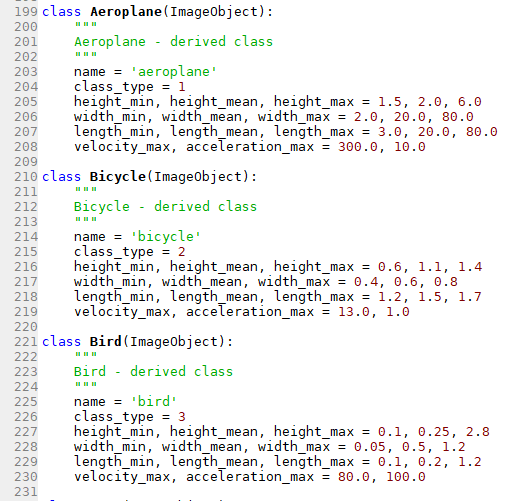 199 class Aeroplane(ImageObject):
200     """
201     Aeroplane - derived class
202     """
203     name = 'aeroplane'
204     class_type = 1
205     height_min, height_mean, height_max = 1.5, 2.0, 6.0
206     width_min, width_mean, width_max = 2.0, 20.0, 80.0
207     length_min, length_mean, length_max = 3.0, 20.0, 80.0
208     velocity_max, acceleration_max = 300.0, 10.0
209
210 class Bicycle(ImageObject):
211     """
212     Bicycle - derived class
213     """
214     name = 'bicycle'
215     class_type = 2
216     height_min, height_mean, height_max = 0.6, 1.1, 1.4
217     width_min, width_mean, width_max = 0.4, 0.6, 0.8
218     length_min, length_mean, length_max = 1.2, 1.5, 1.7
219     velocity_max, acceleration_max = 13.0, 1.0
220
221 class Bird(ImageObject):
222     """
223     Bird - derived class
224     """
225     name = 'bird'
226     class_type = 3
227     height_min, height_mean, height_max = 0.1, 0.25, 2.8
228     width_min, width_mean, width_max = 0.05, 0.5, 1.2
229     length_min, length_mean, length_max = 0.1, 0.2, 1.2
230     velocity_max, acceleration_max = 80.0, 100.0
231